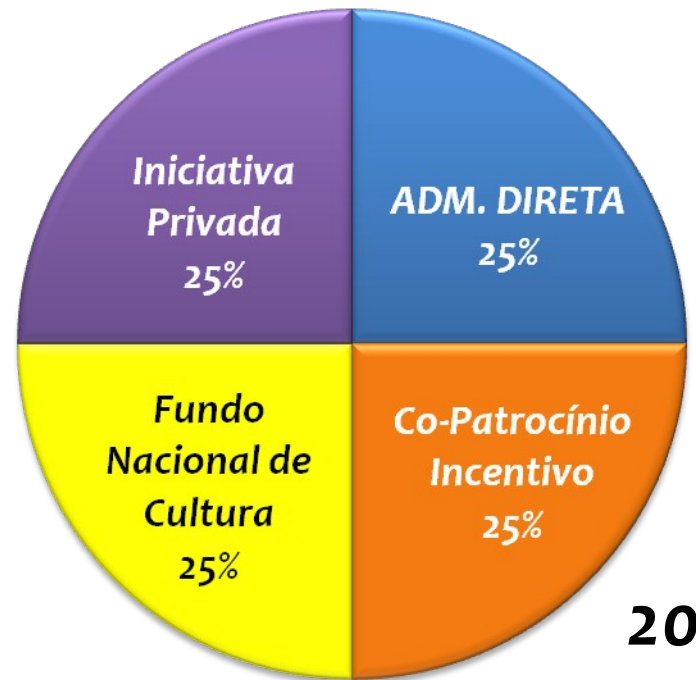 Iniciativa
Privada
25%
ADM. DIRETA
25%
Fundo
Nacional de
Cultura
25%
Co-Patrocínio
Incentivo
25%
20